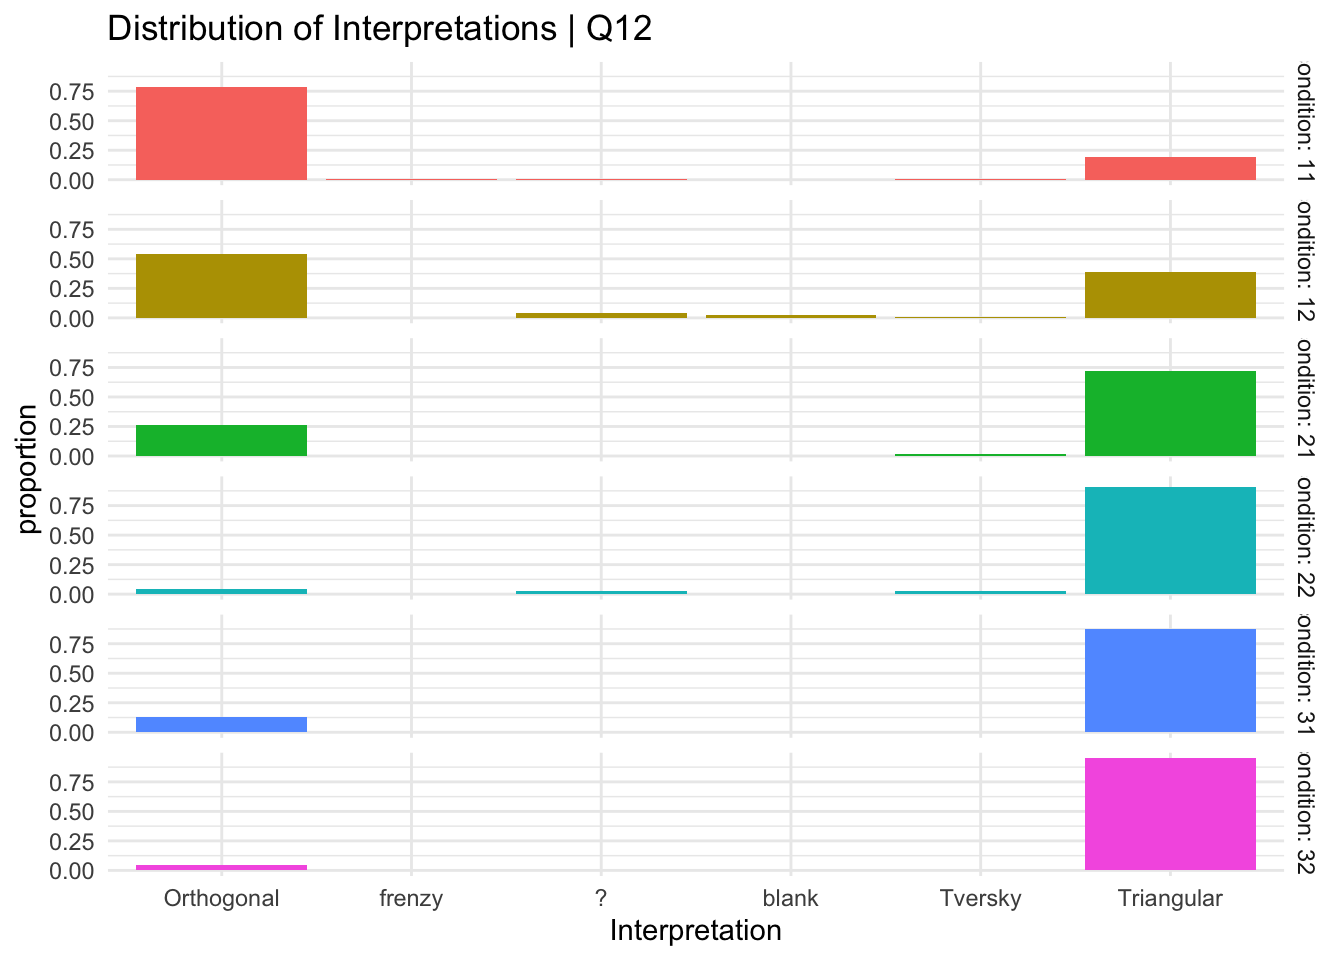 Distribution of Interpretations | Q12
proportion
0.75
0.50
0.25
0.00
ondition: 11
0.75
0.50
0.25
0.00
ondition: 12
0.75
0.50
0.25
0.00
ondition: 21
0.75
0.50
0.25
0.00
ondition: 22
0.75
0.50
0.25
0.00
ondition: 31
0.75
0.50
0.25
0.00
ondition: 32
Orthogonal frenzy ? blank Tversky Triangular
Interpretation